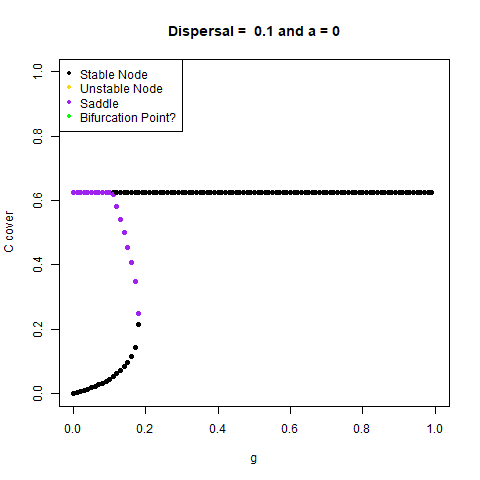 Dispersal =  0.1 and a = 0
Stable Node
Unstable Node
Saddle
Bifurcation Point?
C cover
1.0
0.8
0.6
0.4
0.2
0.0
0.0 0.2 0.4 0.6 0.8 1.0
g